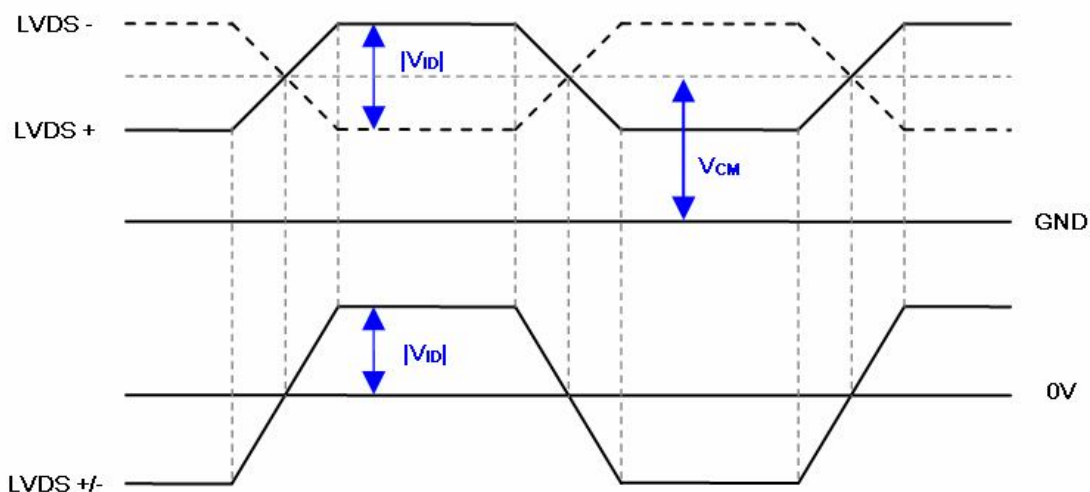 LVDS -
|VID|
LVDS +
VCM
GND
|VID|
0V
LVDS +/-